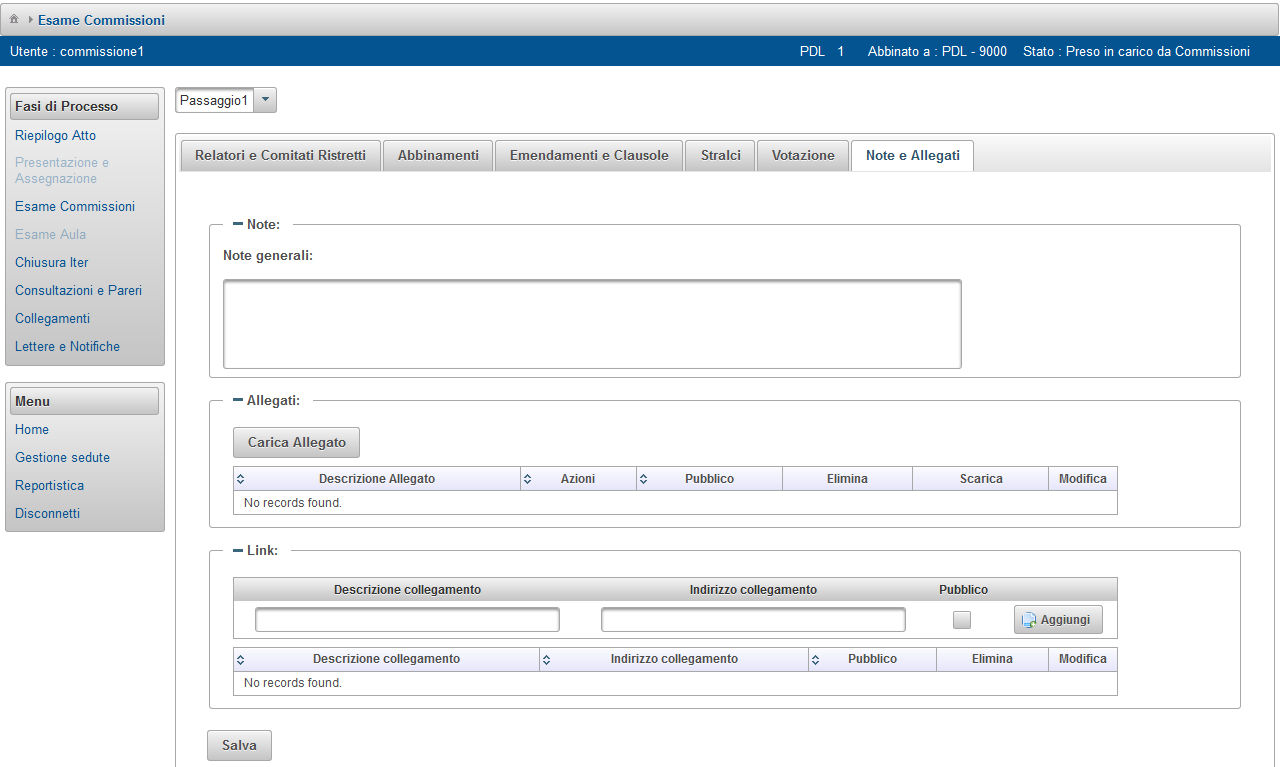 Esame Commissioni
Utente : commissione1 PDL 1 Abbinato a : PDL - 9000 Stato : Preso in carico da Commissioni
Fasi di Processo
Riepilogo Atto
Presentazione e
Assegnazione
Esame Commissioni
Esame Aula
Chiusura Iter
Consultazioni e Pareri
Collegamenti
Lettere e Notifiche
Menu
Home
Gestione sedute
Reportistica
Disconnetti
Passaggio1
Relatori e Comitati Ristretti Abbinamenti Emendamenti e Clausole Stralci Votazione Note e Allegati
Note:
Note generali:
Allegati:
Carica Allegato
Descrizione Allegato Azioni Pubblico Elimina Scarica Modifica
No records found.
Link:
Descrizione collegamento Indirizzo collegamento Pubblico
Aggiungi
Descrizione collegamento Indirizzo collegamento Pubblico Elimina Modifica
No records found.
Salva